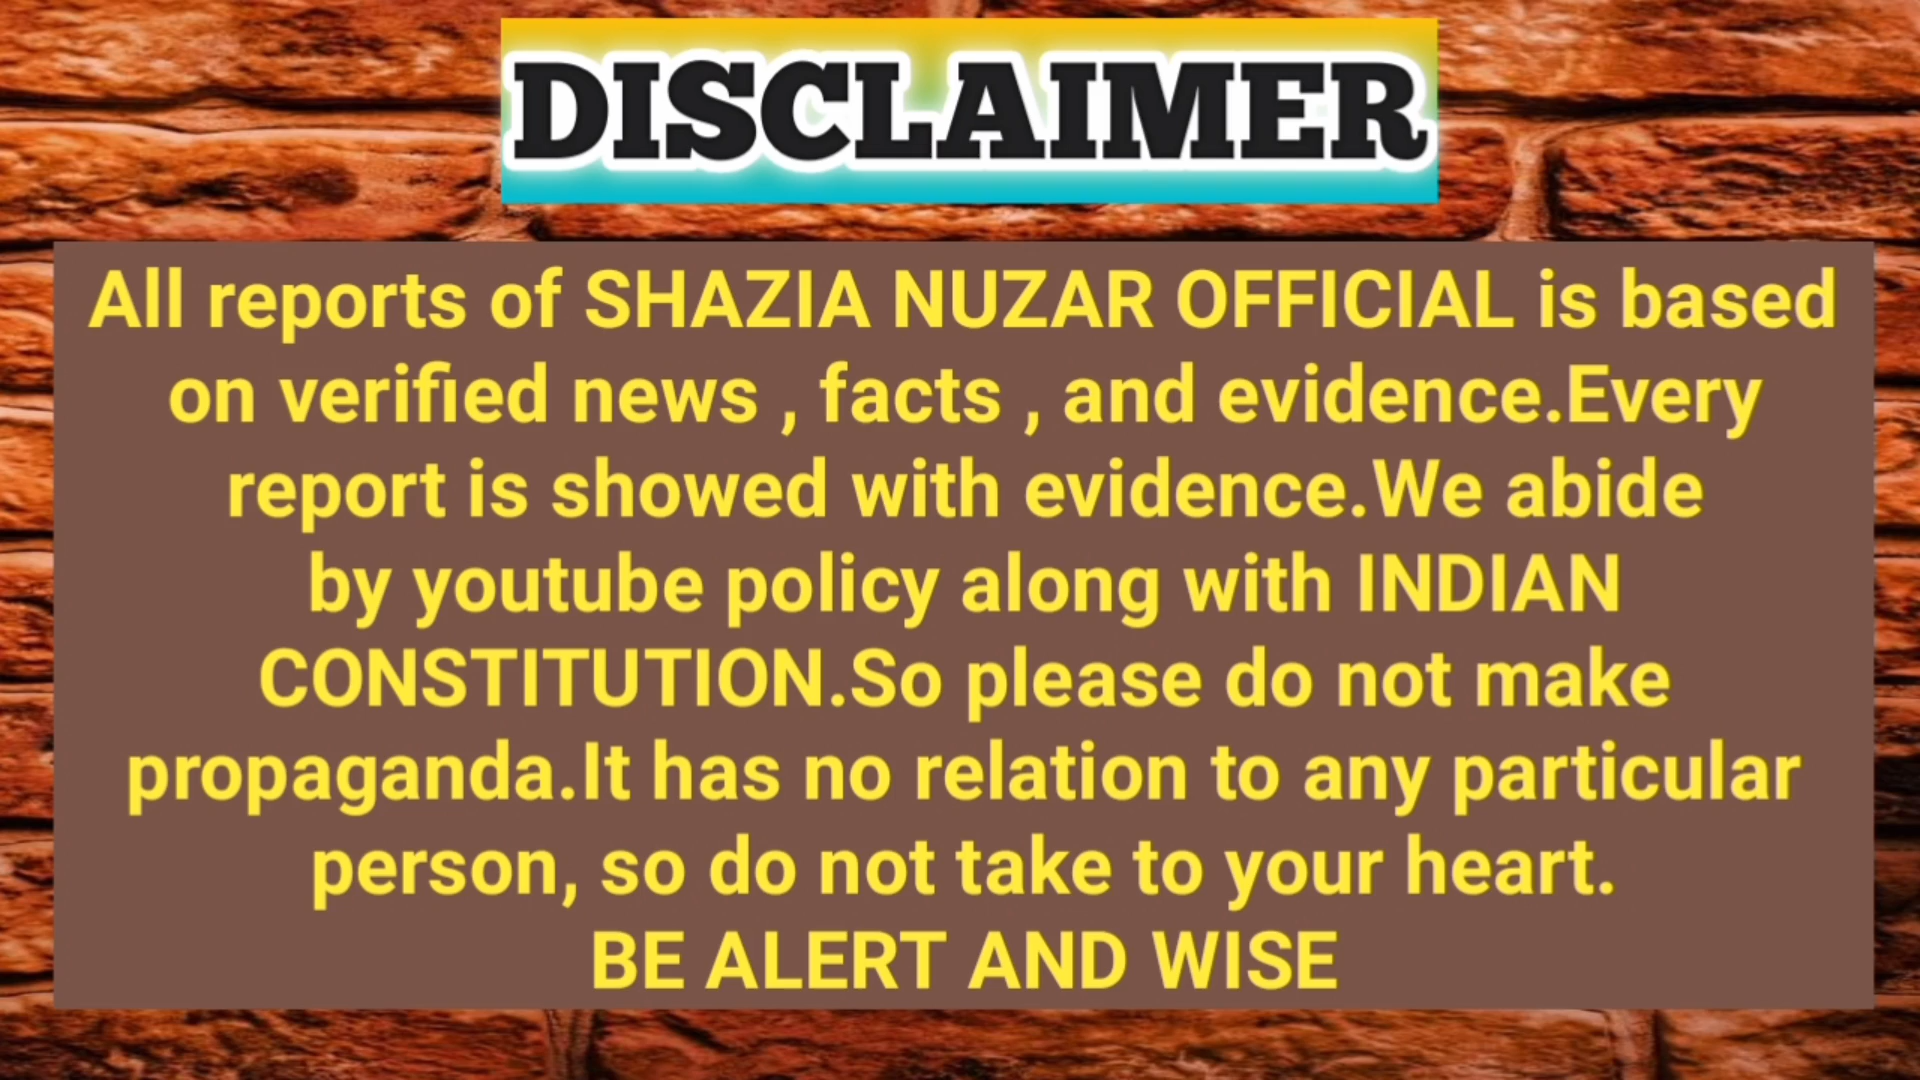 DISCLAIMER
All reports of SHAZIA NUZAR OFFICIAL is based
on verified news , facts , and evidence.Every
report is showed with evidence.We abide
by youtube policy along with INDIAN
CONSTITUTION.So please do not make
propaganda.It has no relation to any particular
person, so do not take to your heart.
BE ALERT AND WISE